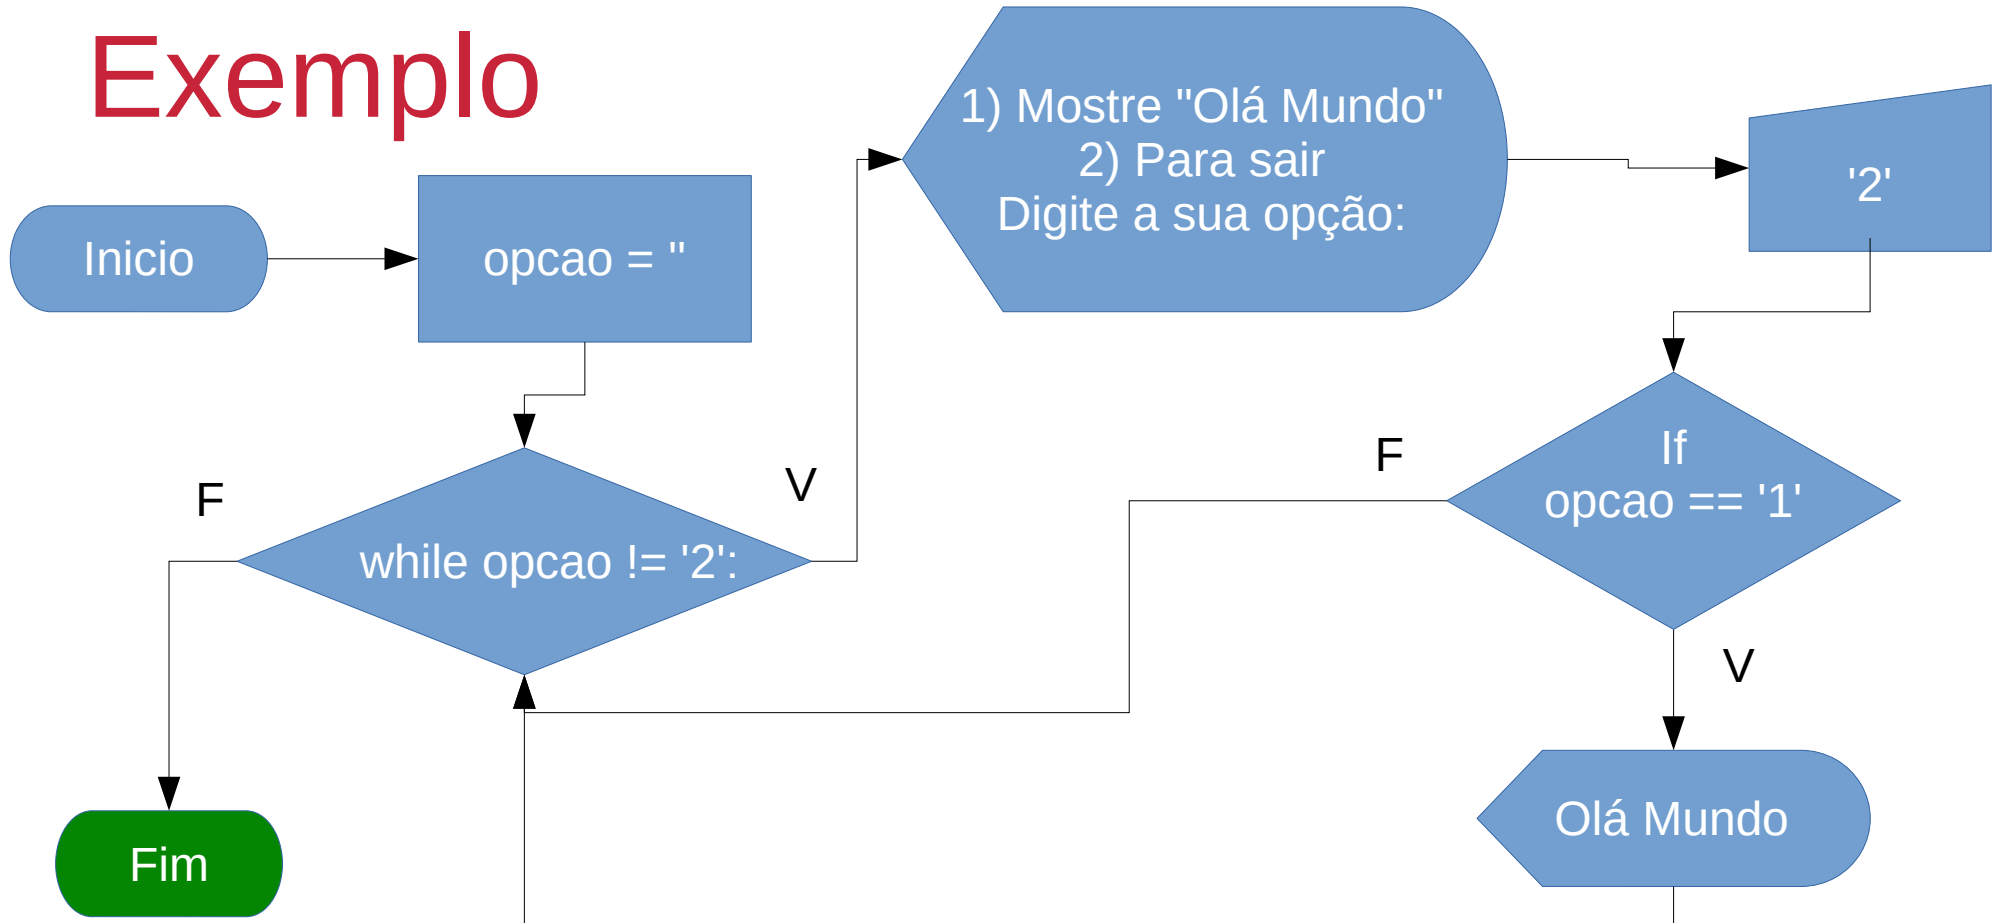 Exemplo
Inicio
opcao = ''
1) Mostre "Olá Mundo"
2) Para sair
Digite a sua opção:
'2'
while opcao != '2':
F
V
If
opcao == '1'
F
V
Olá Mundo
Fim